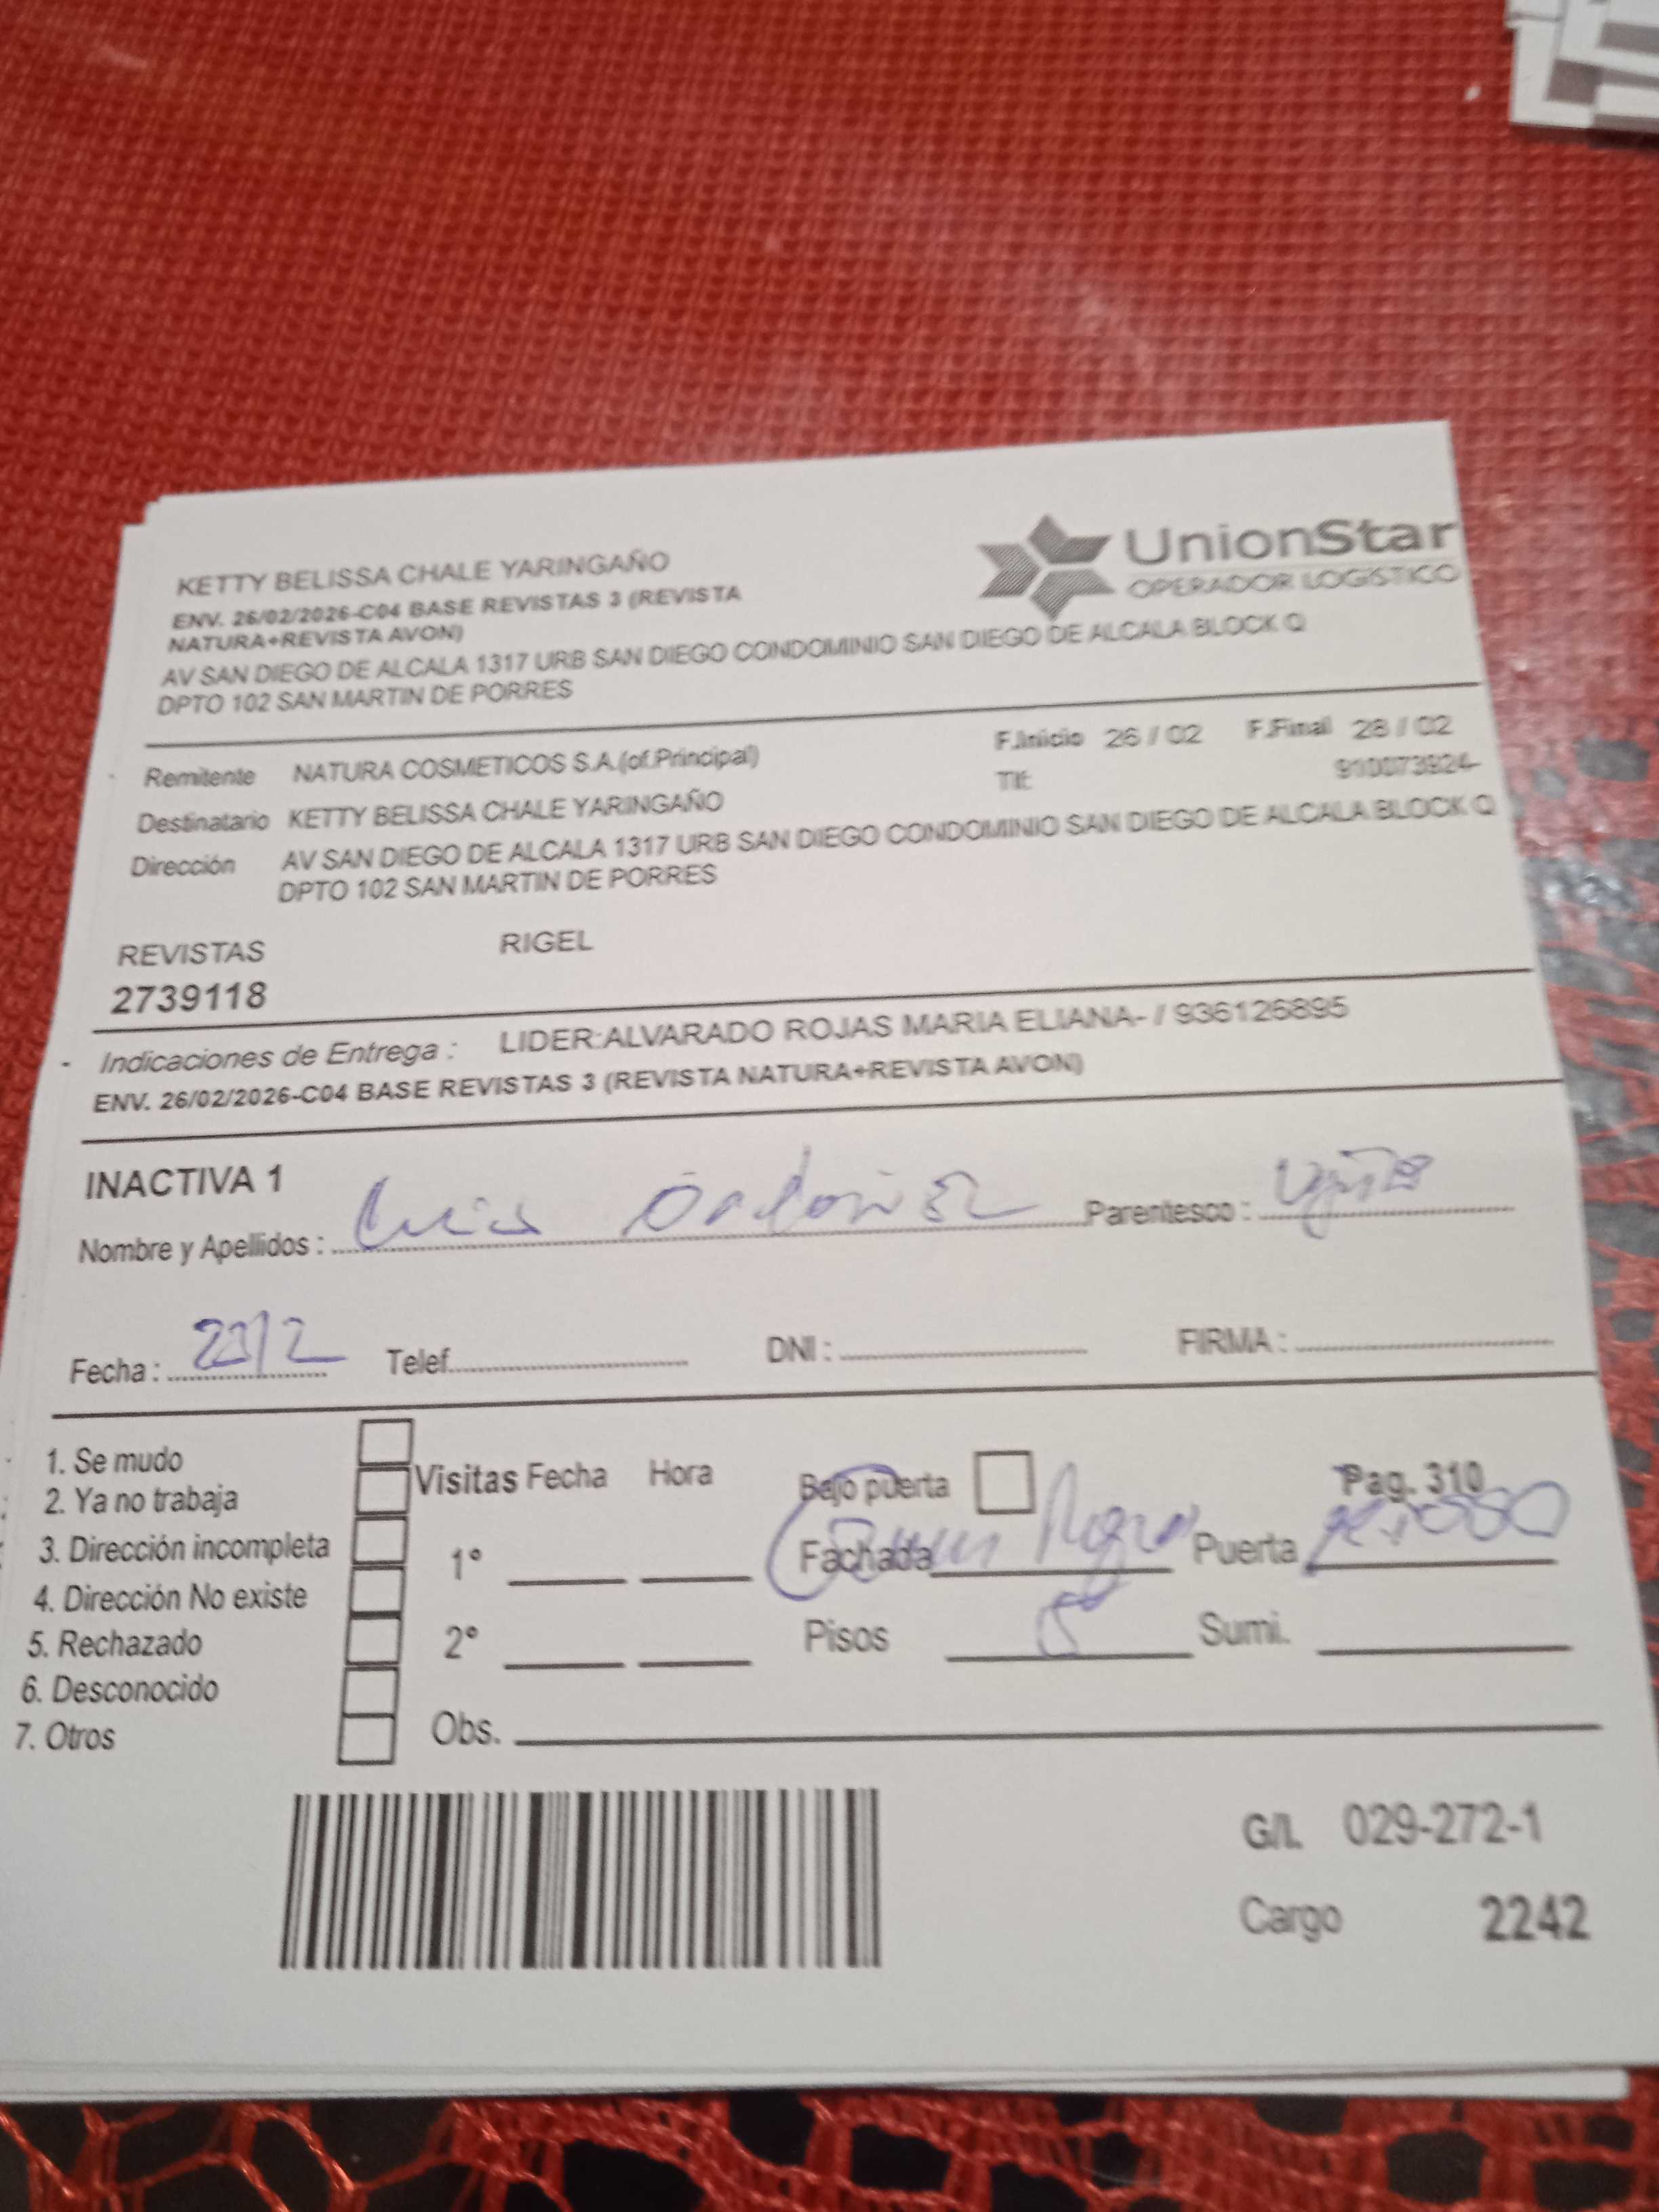 UnionStar
OPERADOR LOGISTICO
KETTY BELISSA CHALE YARINGAÑO
ENV. 26/02/2026-C04 BASE REVISTAS 3 (REVISTA
NATURA+REVISTA AVON)
AV SAN DIEGO DE ALCALA 1317 URB SAN DIEGO CONDOMINIO SAN DIEGO DE ALCALA BLOCK Q
DPTO 102 SAN MARTIN DE PORRES
F.Inicio 26 / 02 F.Final 28 / 02
Remitente NATURA COSMETICOS S.A.(of.Principal)
Tlf: 910073924-
Destinatario KETTY BELISSA CHALE YARINGAÑO
Dirección AV SAN DIEGO DE ALCALA 1317 URB SAN DIEGO CONDOMINIO SAN DIEGO DE ALCALA BLOCK Q
DPTO 102 SAN MARTIN DE PORRES
REVISTAS RIGEL
2739118
Indicaciones de Entrega : LIDER:ALVARADO ROJAS MARIA ELIANA- / 936126895
ENV. 26/02/2026-C04 BASE REVISTAS 3 (REVISTA NATURA+REVISTA AVON)
INACTIVA 1
Nombre y Apellidos : Parentesco :
Fecha : Telef. DNI : FIRMA :
1. Se mudo
2. Ya no trabaja
3. Dirección incompleta
4. Dirección No existe
5. Rechazado
6. Desconocido
7. Otros
Visitas Fecha Hora Bajo puerta Pag. 310
1° Fachada Puerta
2° Pisos 5 Sumi.
Obs.
G/L 029-272-1
Cargo 2242